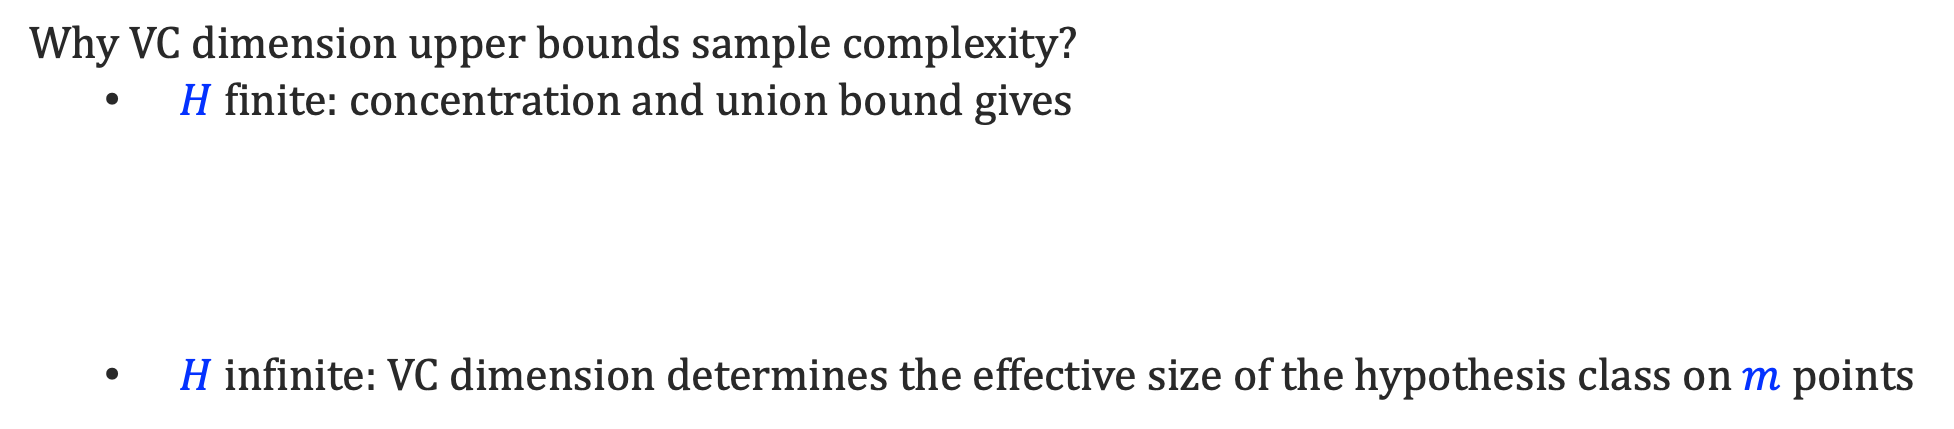 Why VC dimension upper bounds sample complexity?
• H finite: concentration and union bound gives
• H infinite: VC dimension determines the effective size of the hypothesis class on m points